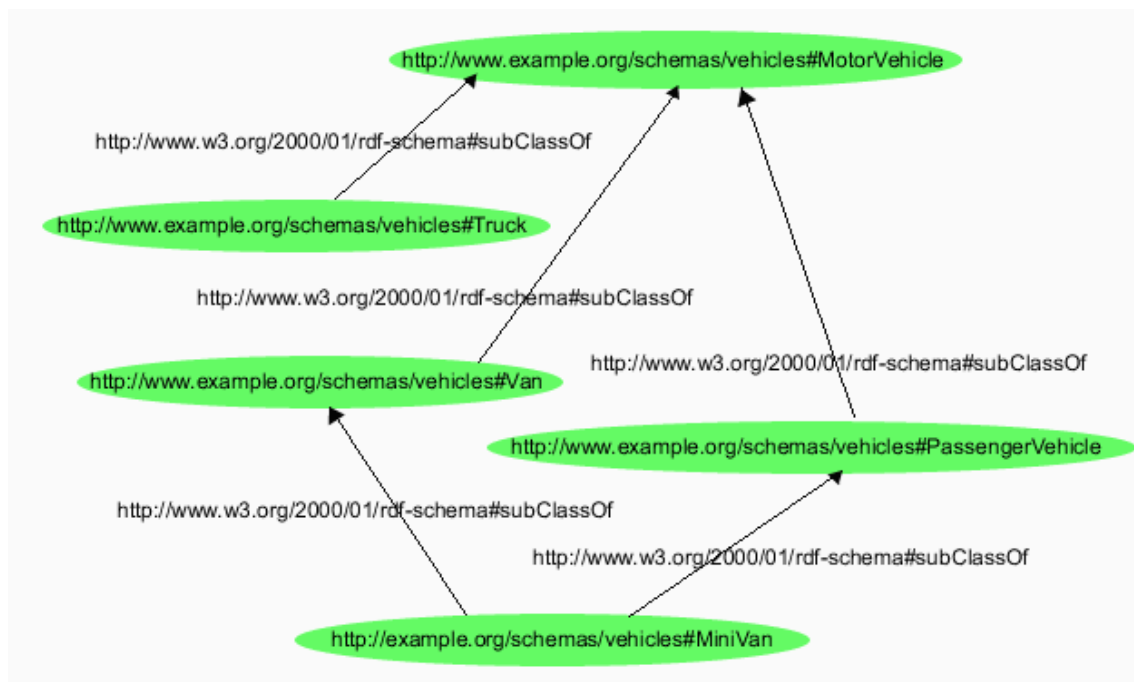 http://www.example.org/schemas/vehicles#MotorVehicle
http://www.w3.org/2000/01/rdf-schema#subClassOf
http://www.example.org/schemas/vehicles#Truck
http://www.w3.org/2000/01/rdf-schema#subClassOf
http://www.w3.org/2000/01/rdf-schema#subClassOf
http://www.example.org/schemas/vehicles#Van
http://www.example.org/schemas/vehicles#PassengerVehicle
http://www.w3.org/2000/01/rdf-schema#subClassOf
http://www.w3.org/2000/01/rdf-schema#subClassOf
http://example.org/schemas/vehicles#MiniVan